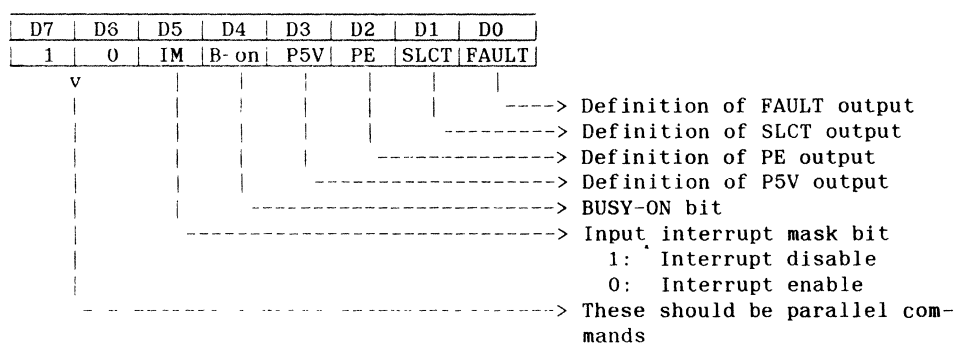 D7 D6 D5 D4 D3 D2 D1 D0
1 0 IM B-on P5V PE SLCT FAULT
v
----> Definition of FAULT output
---------> Definition of SLCT output
--------------> Definition of PE output
-------------------> Definition of P5V output
------------------------> BUSY-ON bit
-----------------------------> Input interrupt mask bit
1: Interrupt disable
0: Interrupt enable
-------------------------------------> These should be parallel com-
mands